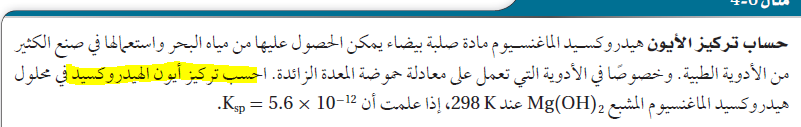 مثال 6-4
حساب تركيز الأيون هيدروكسيد الماغنسيوم مادة صلبة بيضاء يمكن الحصول عليها من مياه البحر واستعمالها في صنع الكثير
من الأدوية الطبية. وخصوصًا في الأدوية التي تعمل على معادلة حموضة المعدة الزائدة. احسب تركيز أيون الهيدروكسيد في محلول
هيدروكسيد الماغنسيوم المشبع Mg(OH)₂ عند 298 K، إذا علمت أن Ksp = 5.6 × 10⁻¹².